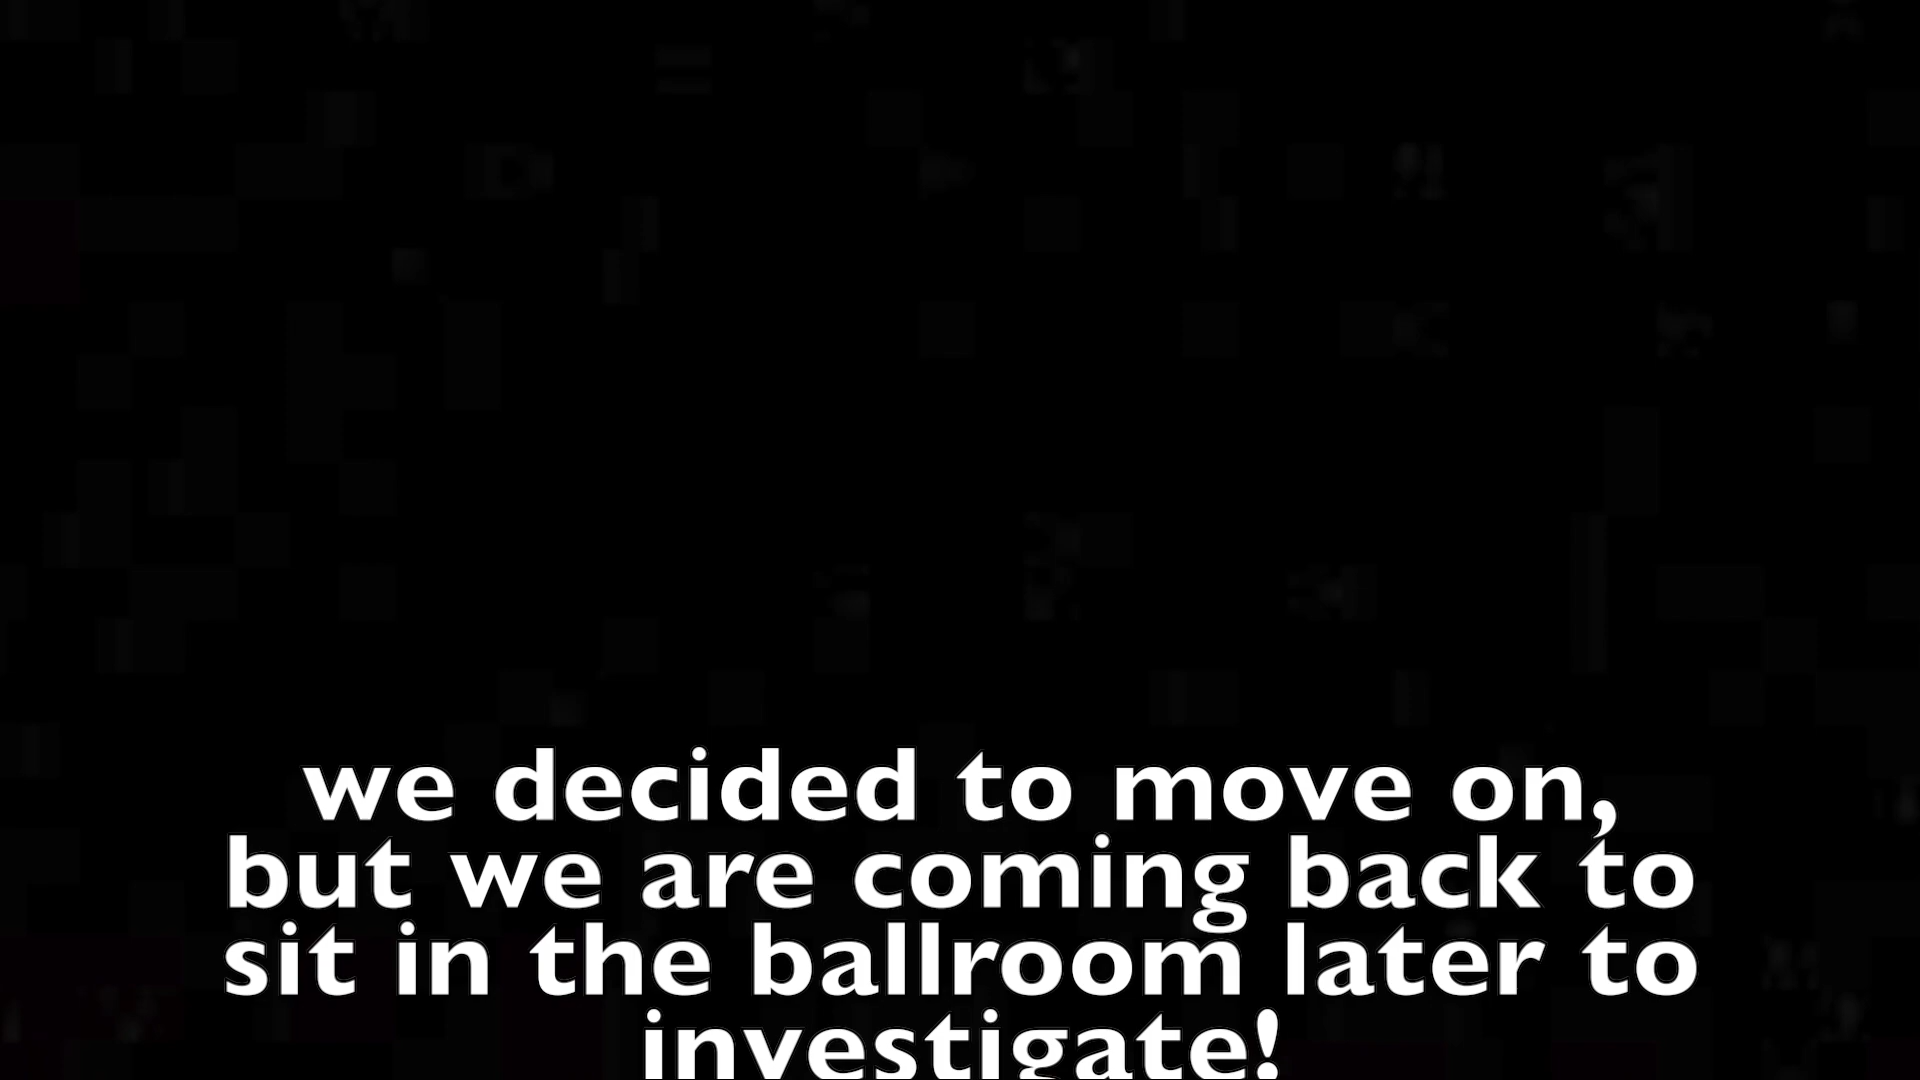 we decided to move on,
but we are coming back to
sit in the ballroom later to
investigate!